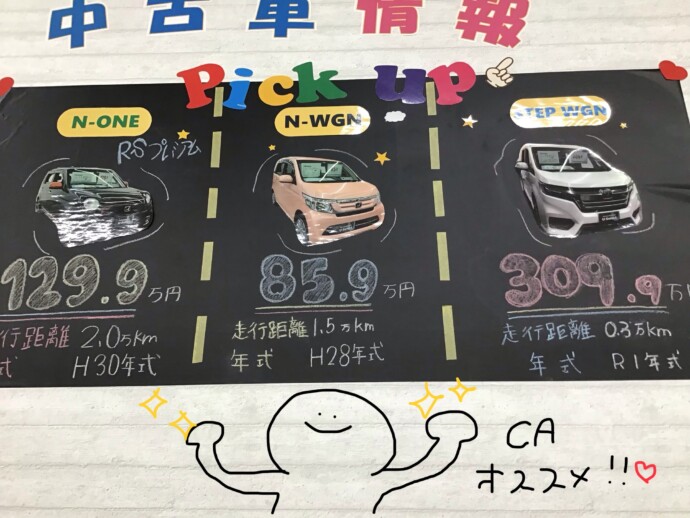 中古車情報
Pick up
N-ONE
RSプレミアム
129.9万円
行距離 2.0万km
式 H30年式
N-WGN
85.9万円
走行距離 1.5万km
年式 H28年式
STEP WGN
309.9万
走行距離 0.3万km
年式 R1年式
CA
オススメ!!♡